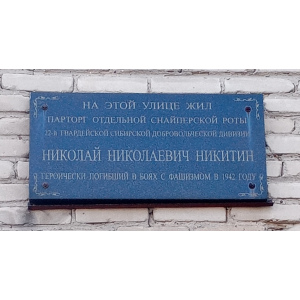 НА ЭТОЙ УЛИЦЕ ЖИЛ
ПАРТОРГ ОТДЕЛЬНОЙ СНАЙПЕРСКОЙ РОТЫ
22-Й ГВАРДЕЙСКОЙ СИБИРСКОЙ ДОБРОВОЛЬЧЕСКОЙ ДИВИЗИИ
НИКОЛАЙ НИКОЛАЕВИЧ НИКИТИН
ГЕРОИЧЕСКИ ПОГИБШИЙ В БОЯХ С ФАШИЗМОМ В 1942 ГОДУ